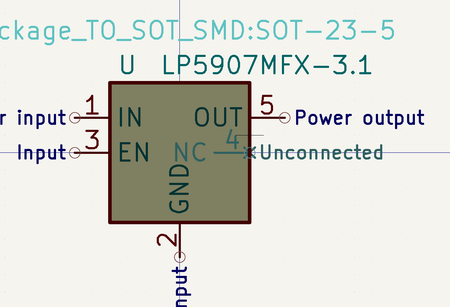 ckage_TO_SOT_SMD:SOT-23-5
U LP5907MFX-3.1
r input 1 IN OUT 5 Power output
Input 3 EN NC 4 Unconnected
GND
2
nput